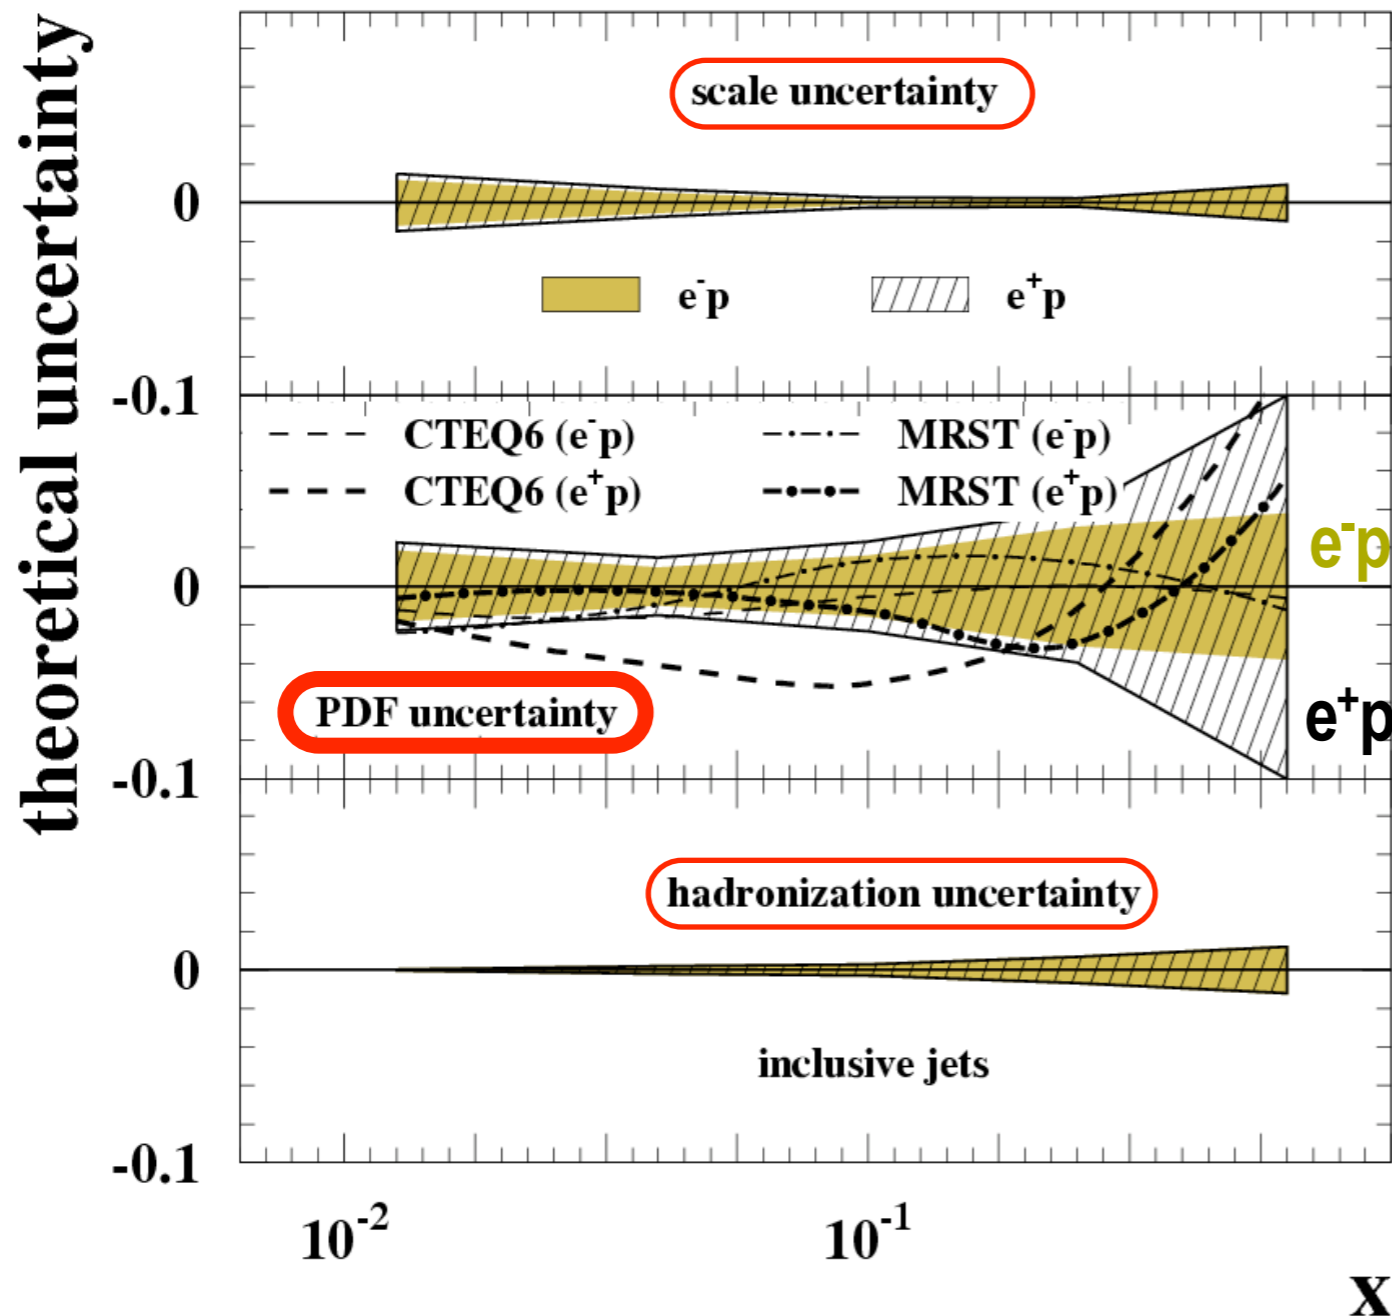 theoretical uncertainty
scale uncertainty
0
e⁻p e⁺p
-0.1
CTEQ6 (e⁻p) MRST (e⁻p)
CTEQ6 (e⁺p) MRST (e⁺p)
e⁻p
0
PDF uncertainty
e⁺p
-0.1
hadronization uncertainty
0
inclusive jets
-0.1
10⁻² 10⁻¹
x